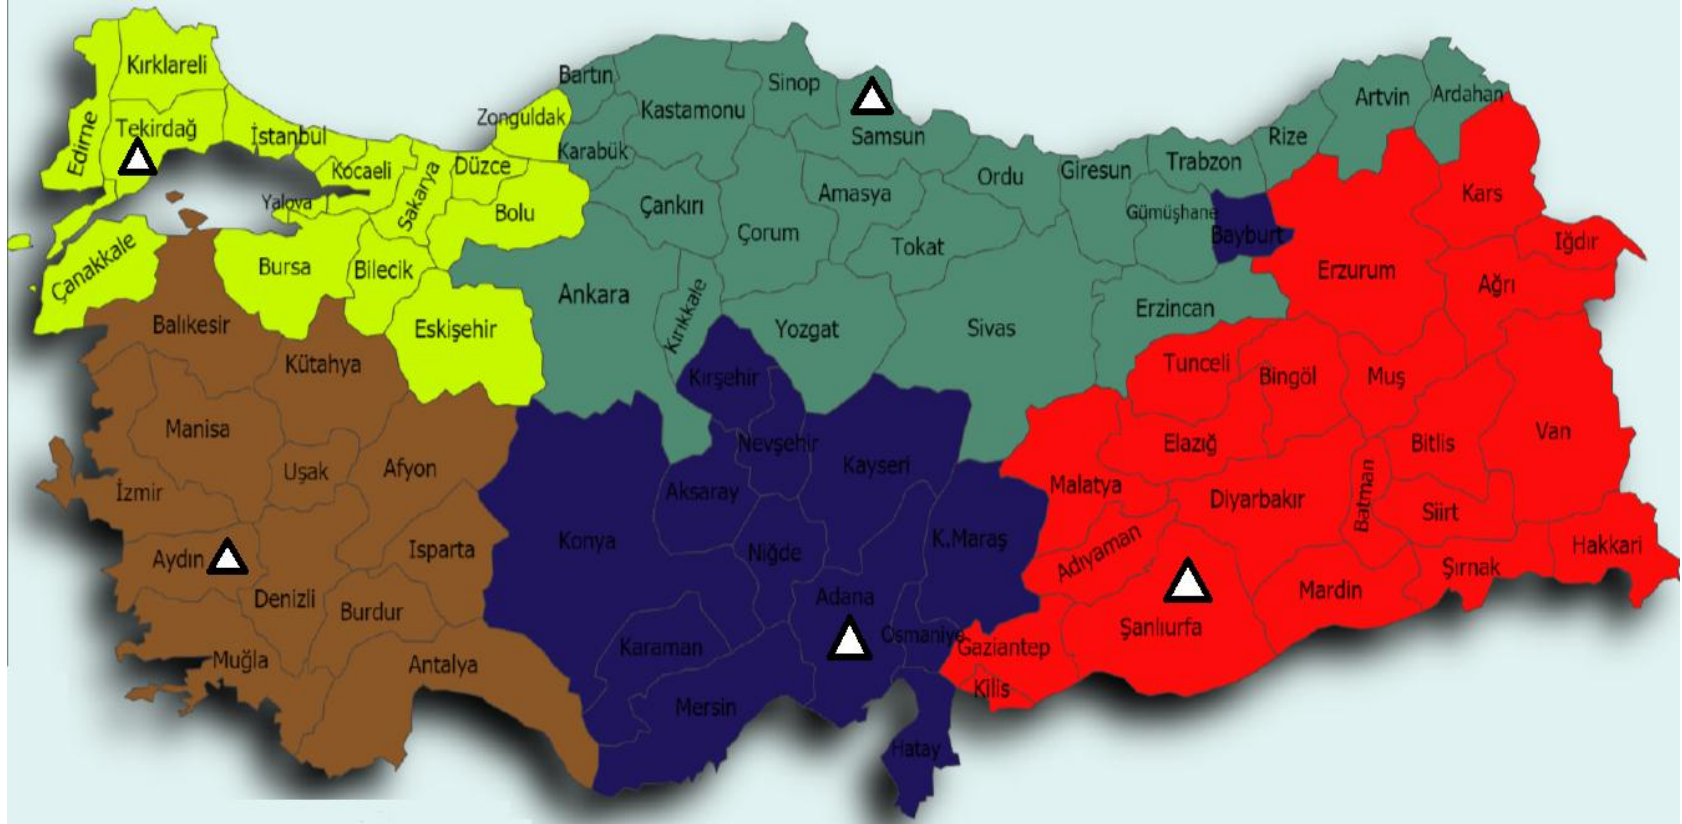 Kırklareli
Edirne
Tekirdağ
İstanbul
Kocaeli
Yalova
Sakarya
Düzce
Zonguldak
Bolu
Çanakkale
Bursa
Bilecik
Eskişehir
Bartın
Karabük
Kastamonu
Sinop
Samsun
Çankırı
Çorum
Amasya
Tokat
Ordu
Giresun
Gümüşhane
Trabzon
Bayburt
Rize
Artvin
Ardahan
Ankara
Kırıkkale
Yozgat
Sivas
Erzincan
Erzurum
Kars
Iğdır
Ağrı
Balıkesir
Kütahya
Manisa
Uşak
Afyon
İzmir
Aydın
Denizli
Burdur
Isparta
Muğla
Antalya
Kırşehir
Nevşehir
Kayseri
Aksaray
Konya
Niğde
K.Maraş
Adana
Osmaniye
Karaman
Mersin
Hatay
Tunceli
Bingöl
Muş
Elazığ
Malatya
Diyarbakır
Batman
Bitlis
Van
Siirt
Adıyaman
Şanlıurfa
Mardin
Şırnak
Hakkari
Gaziantep
Kilis